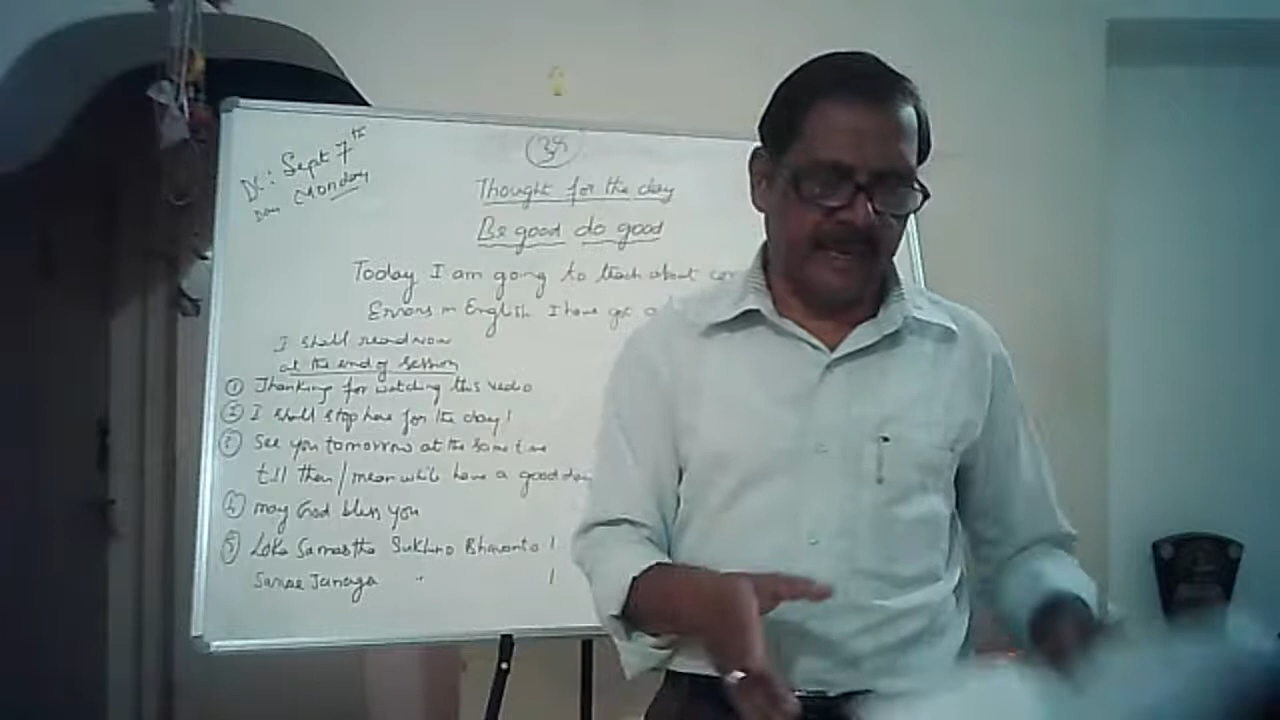 Dt: Sept 7th
Monday
Thought for the day
Be good do good
Today I am going to teach about
Errors in English I have got
I shall read now
at the end of session
① Thanking for watching this vedio
② I shall stop here for the day!
③ See you tomorrow at the same time
till then/mean while have a good day
④ may God bless you
⑤ Loka Samastha Sukhino Bhavantu !
Janaga " !